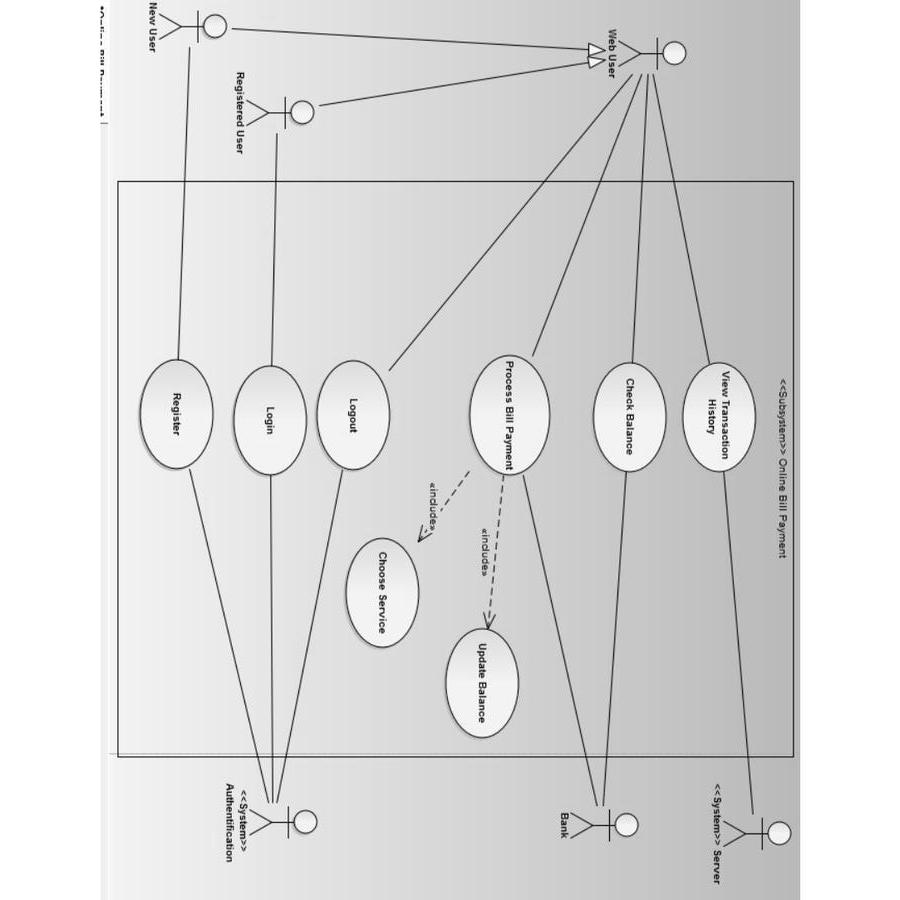 <<Subsystem>> Online Bill Payment
View Transaction
History
<<System>> Server
Web User
Check Balance
Bank
Process Bill Payment
«include»
Update Balance
«include»
Choose Service
Logout
Login
Registered User
<<System>>
Authentification
Register
New User